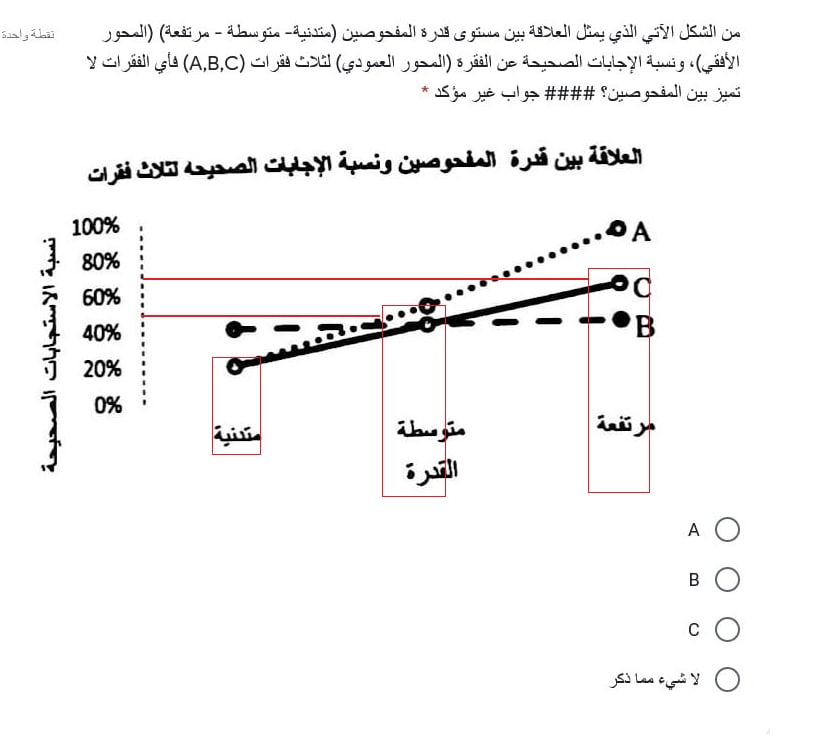 من الشكل الآتي الذي يمثل العلاقة بين مستوى قدرة المفحوصين (متدنية- متوسطة - مرتفعة) (المحور
نقطة واحدة
الأفقي)، ونسبة الإجابات الصحيحة عن الفقرة (المحور العمودي) لثلاث فقرات (A,B,C) فأي الفقرات لا
تميز بين المفحوصين؟ #### جواب غير مؤكد *
العلاقة بين قدرة المفحوصين ونسبة الإجابات الصحيحه لثلاث فقرات
نسبة الاستجابات الصحيحة
100%
80%
60%
40%
20%
0%
A
C
B
متدنية
متوسطة
مرتفعة
القدرة
A
B
C
لا شيء مما ذكر